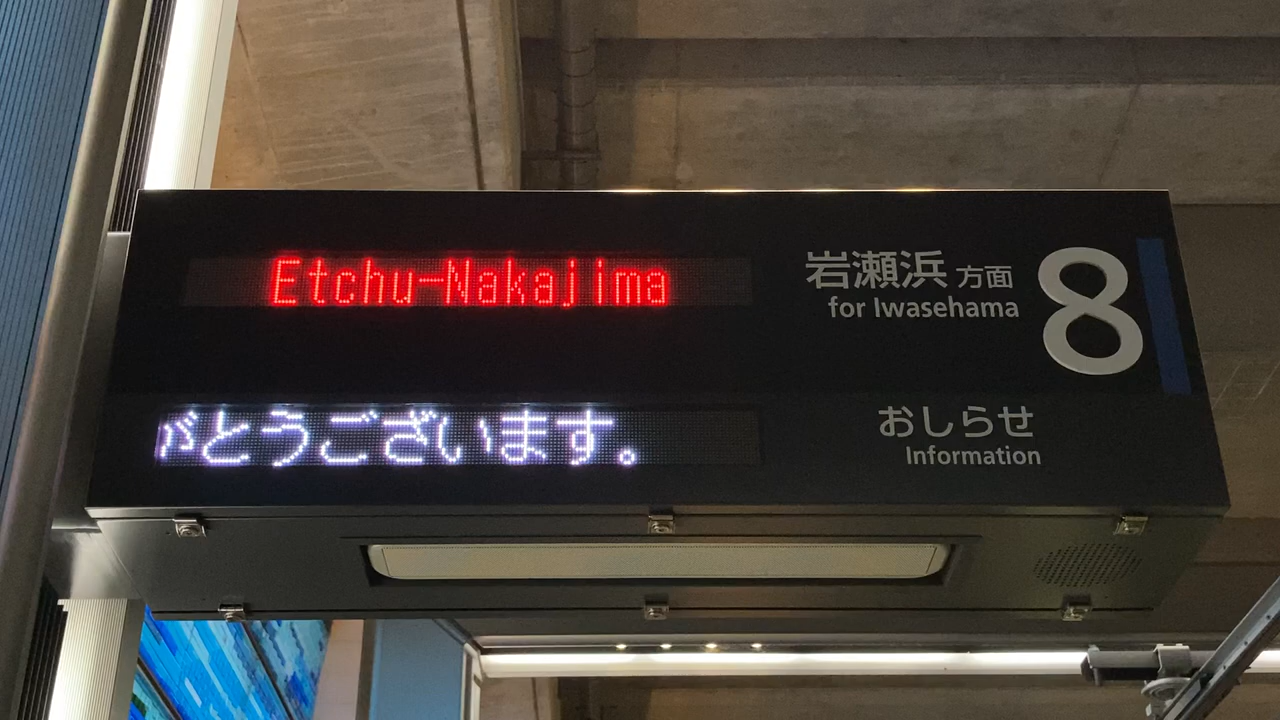 Etchu-Nakajima
岩瀬浜 方面
for Iwasehama
8
がとうございます。
おしらせ
Information